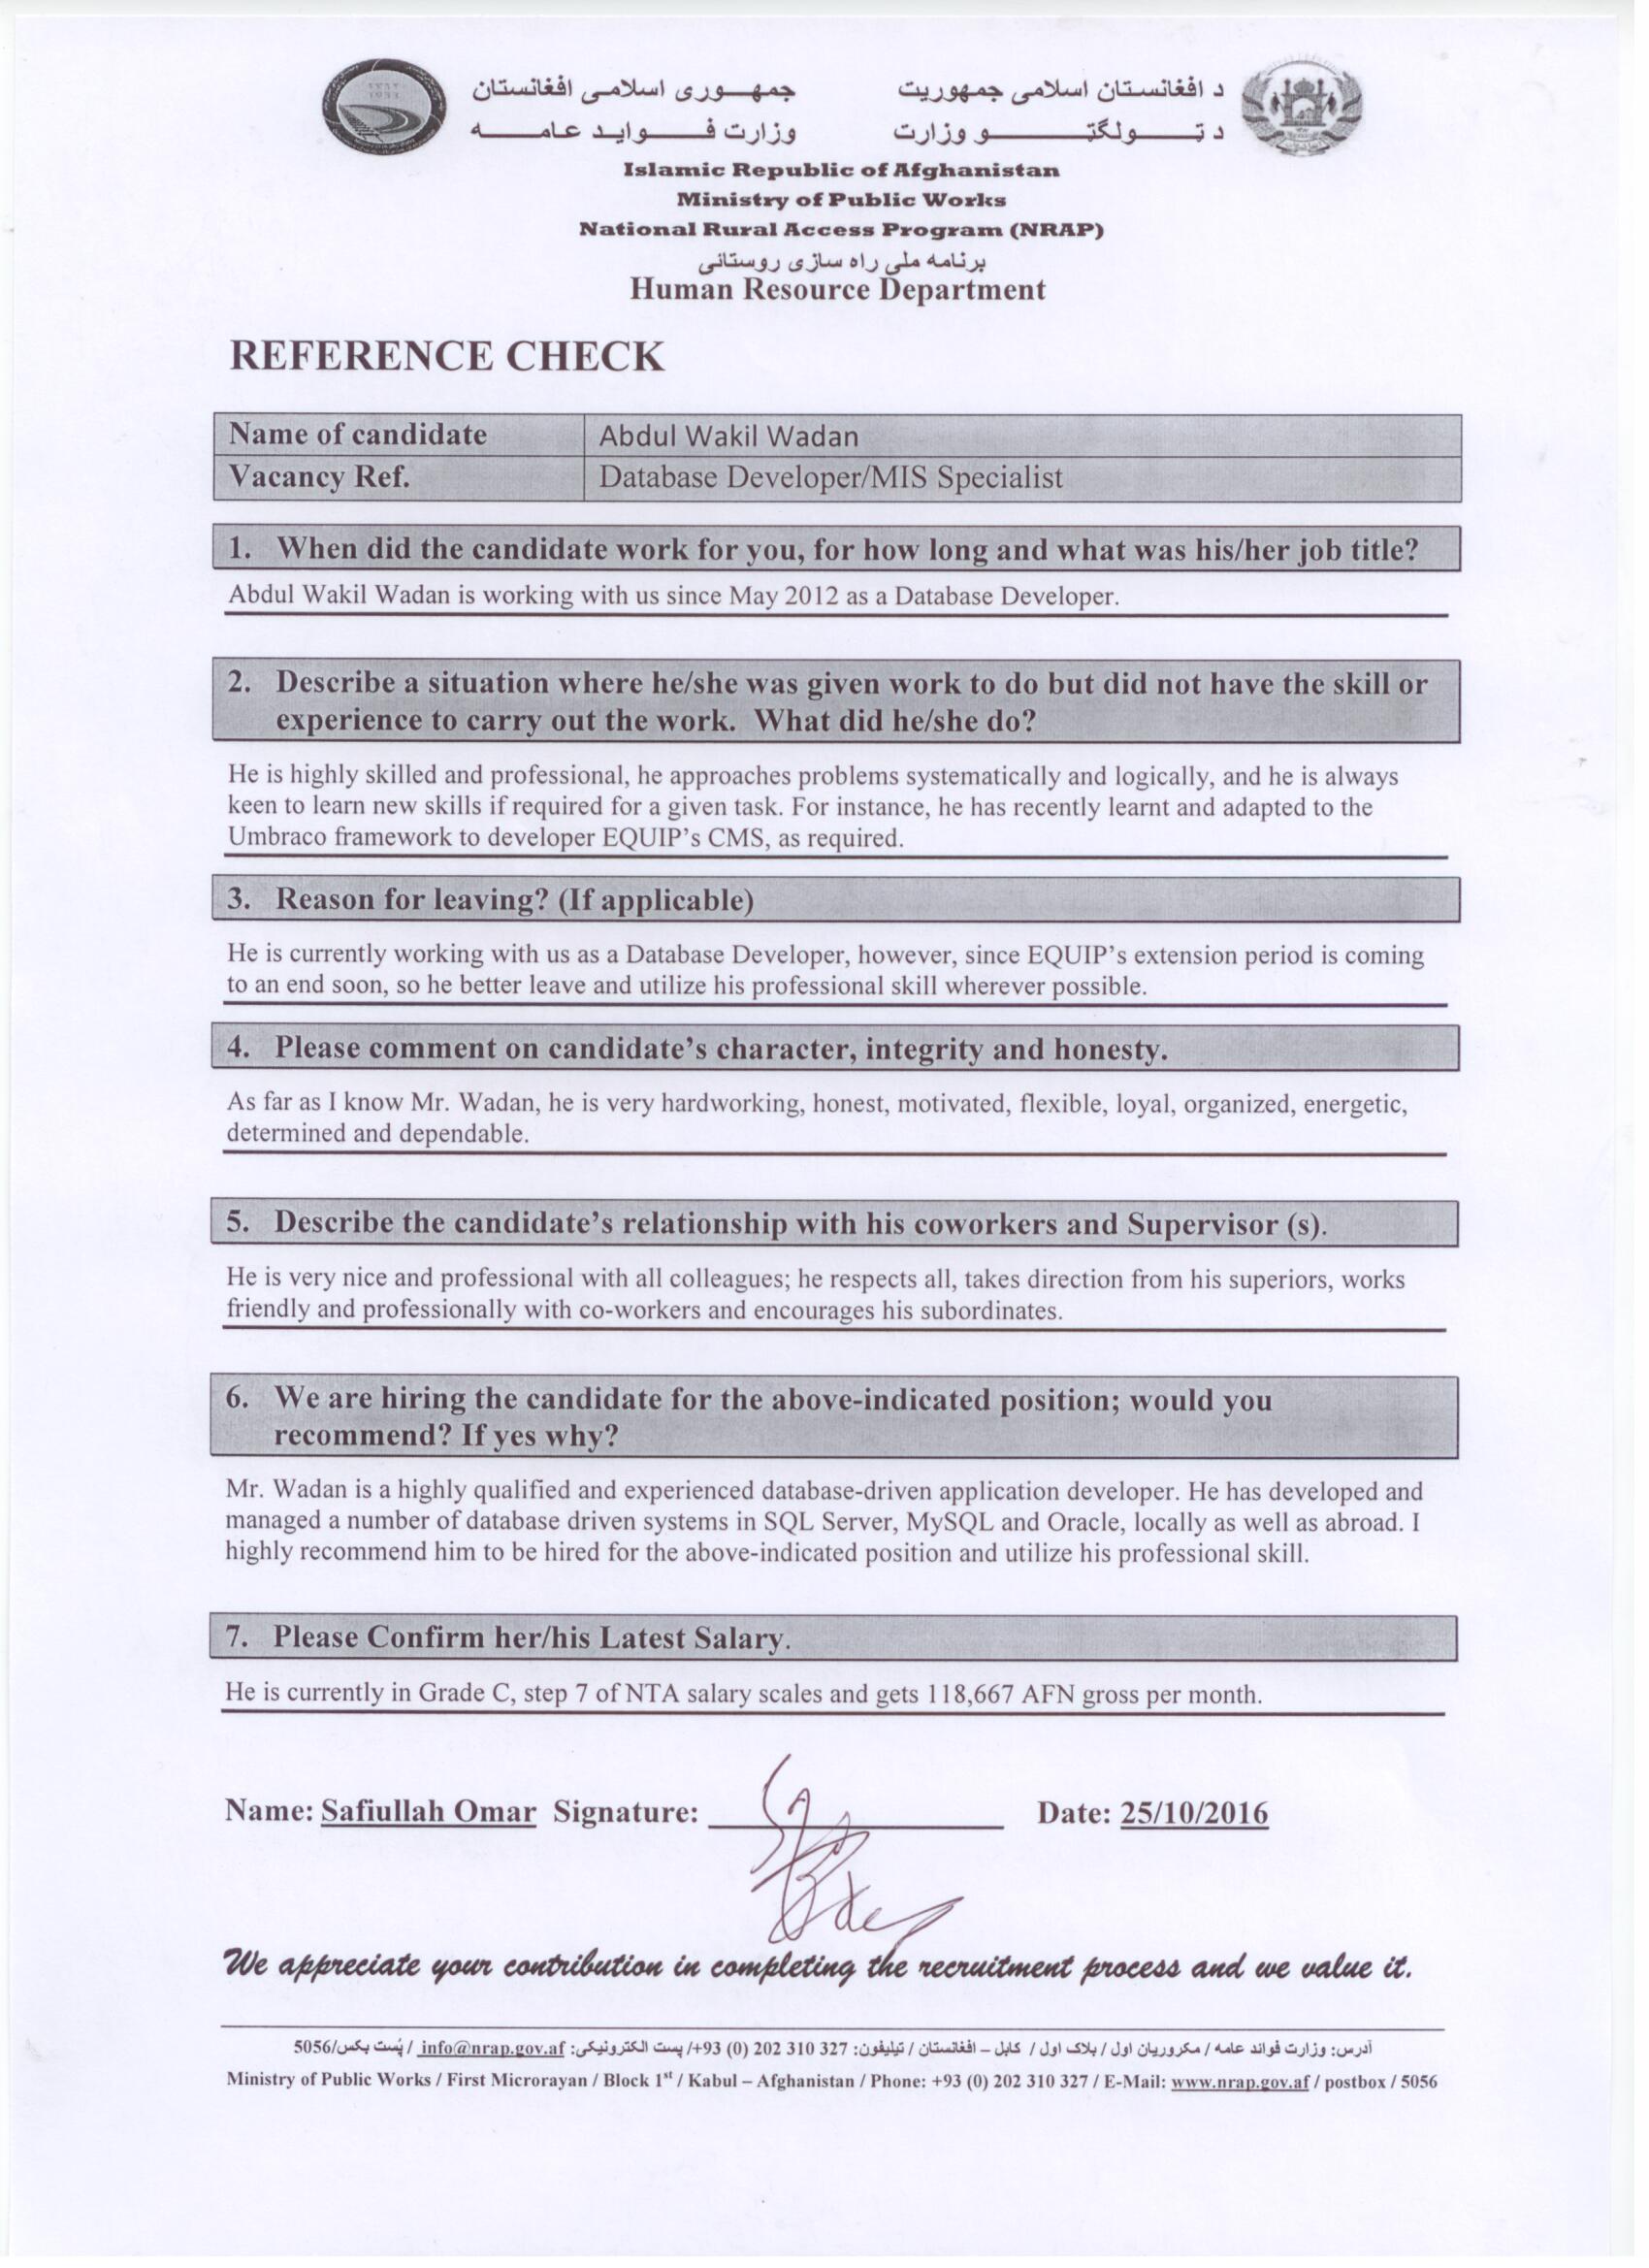 جمهوری اسلامی افغانستان
د افغانستان اسلامی جمهوریت
وزارت فواید عامه
د ټولګټو وزارت
Islamic Republic of Afghanistan
Ministry of Public Works
National Rural Access Program (NRAP)
برنامه ملی راه سازی روستائی
Human Resource Department
REFERENCE CHECK
Name of candidate Abdul Wakil Wadan
Vacancy Ref. Database Developer/MIS Specialist
1. When did the candidate work for you, for how long and what was his/her job title?
Abdul Wakil Wadan is working with us since May 2012 as a Database Developer.
2. Describe a situation where he/she was given work to do but did not have the skill or
experience to carry out the work. What did he/she do?
He is highly skilled and professional, he approaches problems systematically and logically, and he is always
keen to learn new skills if required for a given task. For instance, he has recently learnt and adapted to the
Umbraco framework to developer EQUIP's CMS, as required.
3. Reason for leaving? (If applicable)
He is currently working with us as a Database Developer, however, since EQUIP's extension period is coming
to an end soon, so he better leave and utilize his professional skill wherever possible.
4. Please comment on candidate's character, integrity and honesty.
As far as I know Mr. Wadan, he is very hardworking, honest, motivated, flexible, loyal, organized, energetic,
determined and dependable.
5. Describe the candidate's relationship with his coworkers and Supervisor (s).
He is very nice and professional with all colleagues; he respects all, takes direction from his superiors, works
friendly and professionally with co-workers and encourages his subordinates.
6. We are hiring the candidate for the above-indicated position; would you
recommend? If yes why?
Mr. Wadan is a highly qualified and experienced database-driven application developer. He has developed and
managed a number of database driven systems in SQL Server, MySQL and Oracle, locally as well as abroad. I
highly recommend him to be hired for the above-indicated position and utilize his professional skill.
7. Please Confirm her/his Latest Salary.
He is currently in Grade C, step 7 of NTA salary scales and gets 118,667 AFN gross per month.
Name: Safiullah Omar Signature: Date: 25/10/2016
We appreciate your contribution in completing the recruitment process and we value it.
آدرس: وزارت فوائد عامه / مکروریان اول / بلاک اول / کابل – افغانستان / تیلیفون: 327 310 202 (0) 93+/ پست الکترونیکی: info@nrap.gov.af / پُست بکس/5056
Ministry of Public Works / First Microrayan / Block 1st / Kabul – Afghanistan / Phone: +93 (0) 202 310 327 / E-Mail: www.nrap.gov.af / postbox / 5056